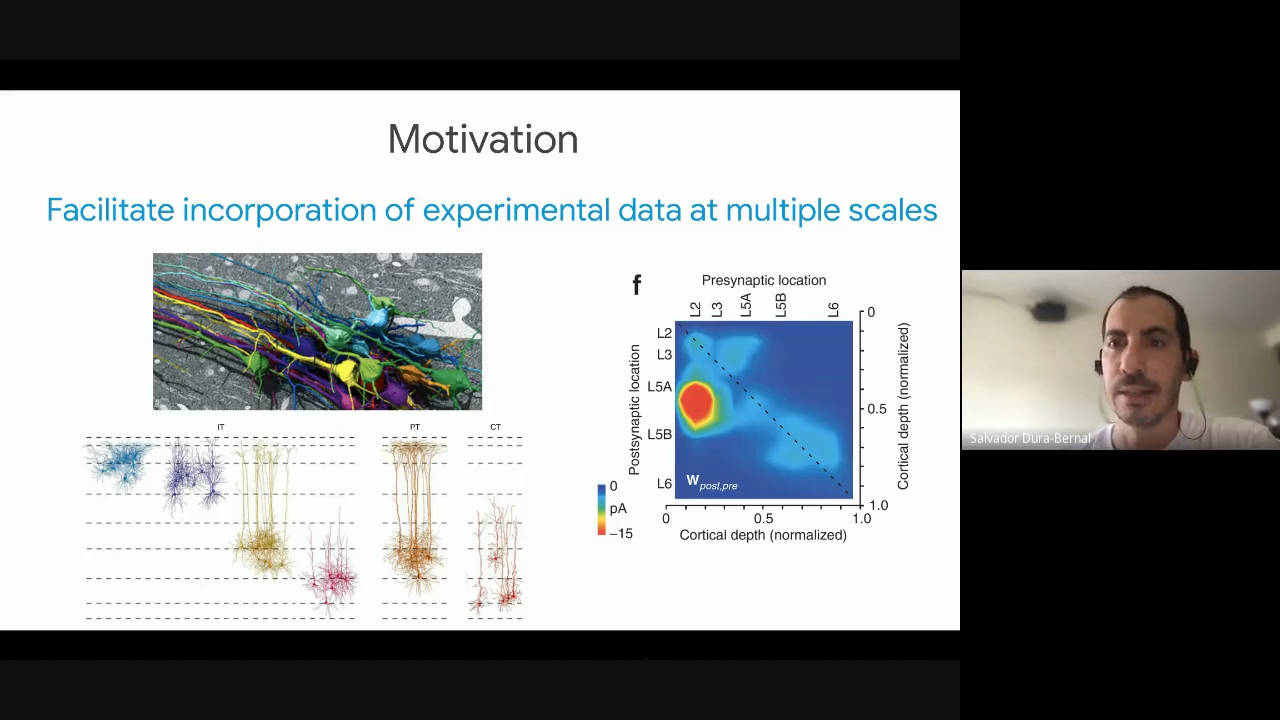 Motivation
Facilitate incorporation of experimental data at multiple scales
IT
PT
CT
f
Presynaptic location
L2
L3
L5A
L5B
L6
0
0.5
1.0
Cortical depth (normalized)
Postsynaptic location
L2
L3
L5A
L5B
L6
Wpost,pre
0
pA
–15
0
0.5
1.0
Cortical depth (normalized)
Salvador Dura-Bernal